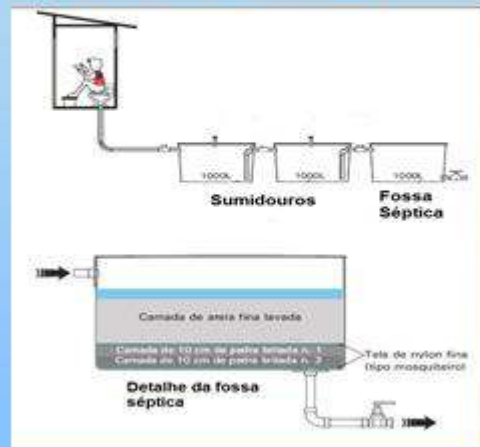 1000L
1000L
1000L
Sumidouros
Fossa
Séptica
Camada de areia fina lavada
Camada de 10 cm de pedra britada n. 1
Camada de 10 cm de pedra britada n. 3
Tela de nylon fina
(tipo mosquiteiro)
Detalhe da fossa
séptica